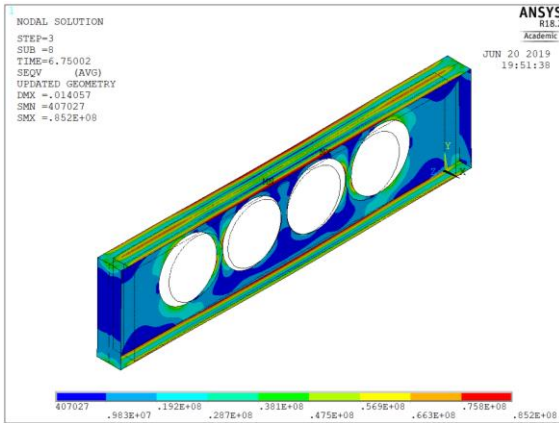 1
NODAL SOLUTION
ANSYS
Academic
STEP=3
SUB =8
TIME=6.75002
SEQV     (AVG)
UPDATED GEOMETRY
DMX =.014057
SMN =407027
SMX =.852E+08
JUN 20 2019
19:51:38
Y
Z X
407027 .192E+08 .381E+08 .569E+08 .758E+08
.983E+07 .287E+08 .475E+08 .663E+08 .852E+08